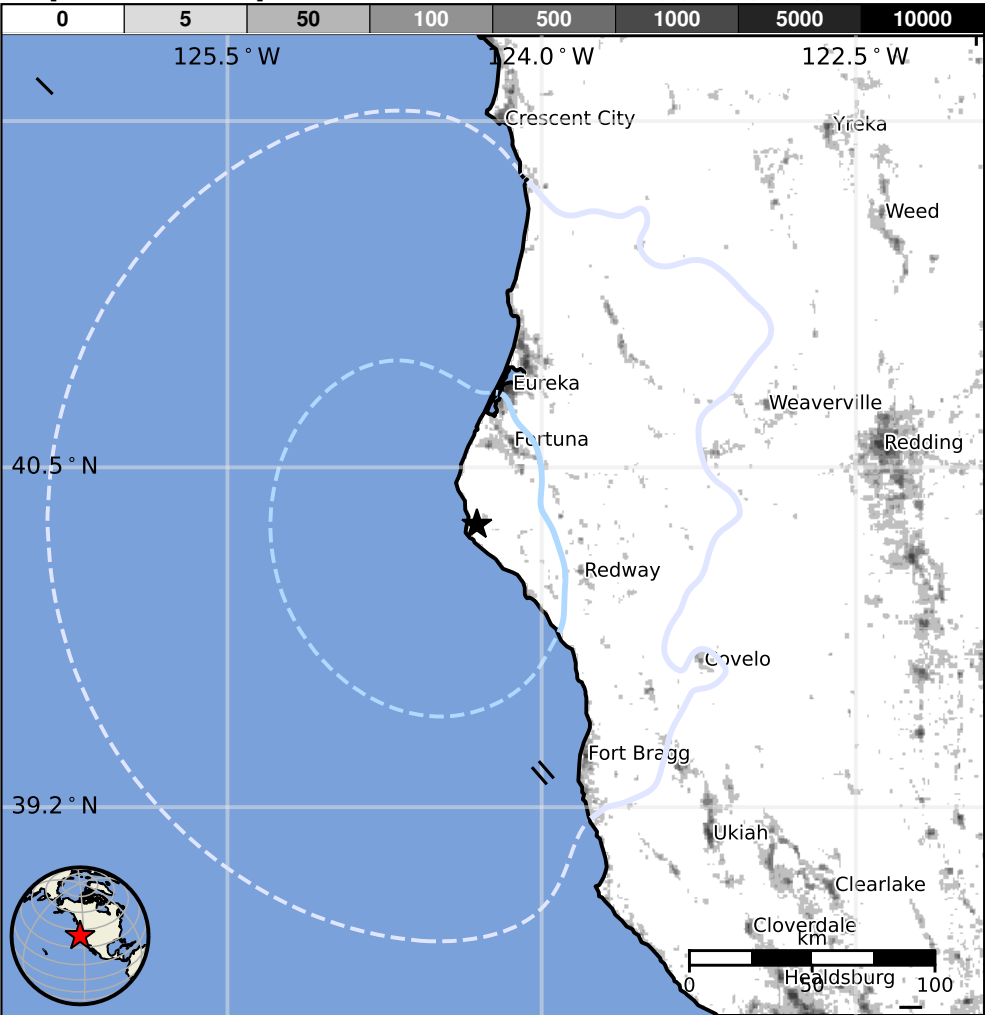 0 5 50 100 500 1000 5000 10000
125.5°W 124.0°W 122.5°W
Crescent City
Yreka
Weed
Eureka
Weaverville
Fortuna
Redding
40.5°N
Redway
Covelo
Fort Bragg
39.2°N
Ukiah
Clearlake
Cloverdale
km
Healdsburg
0 50 100